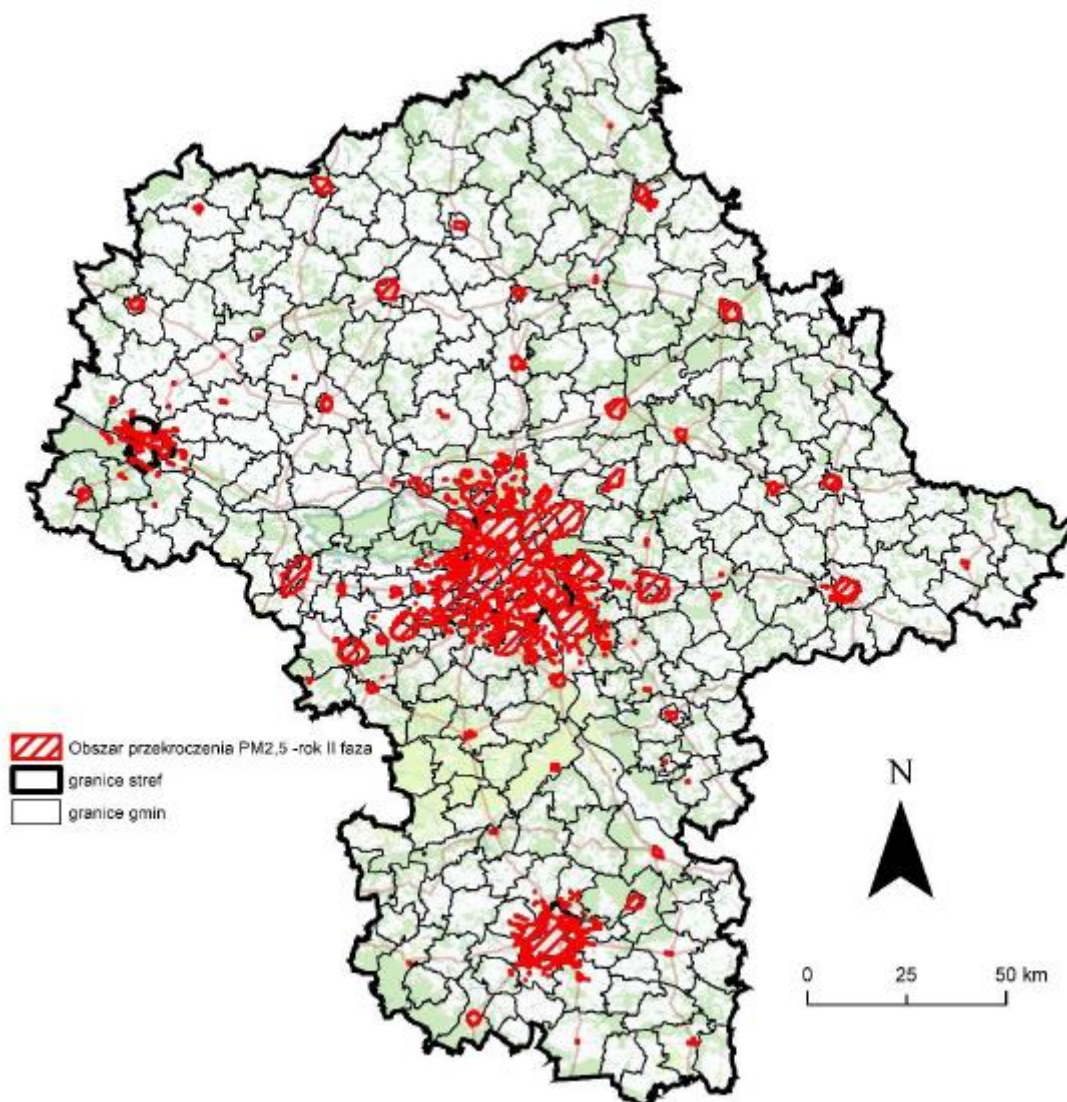 Obszar przekroczenia PM2,5 -rok II faza
granice stref
granice gmin
N
0 25 50 km